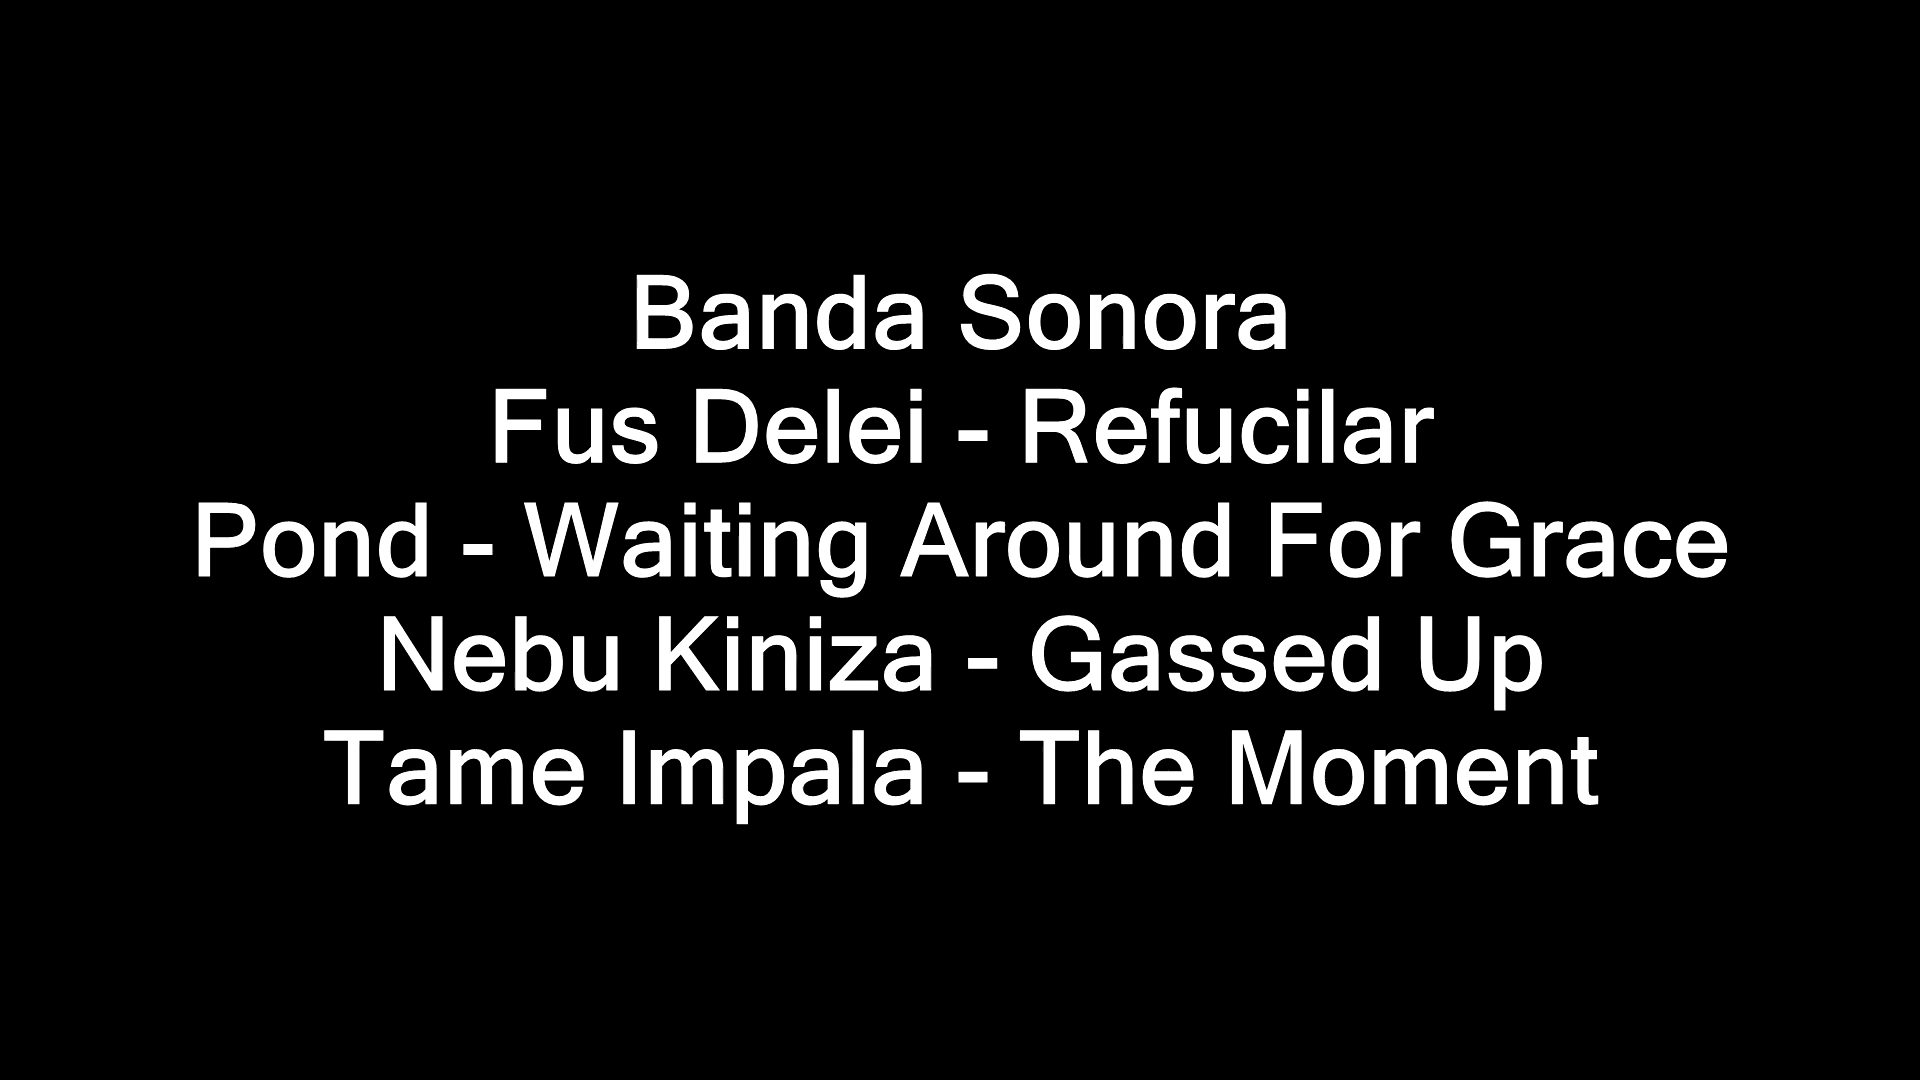 Banda Sonora
Fus Delei - Refucilar
Pond - Waiting Around For Grace
Nebu Kiniza - Gassed Up
Tame Impala - The Moment